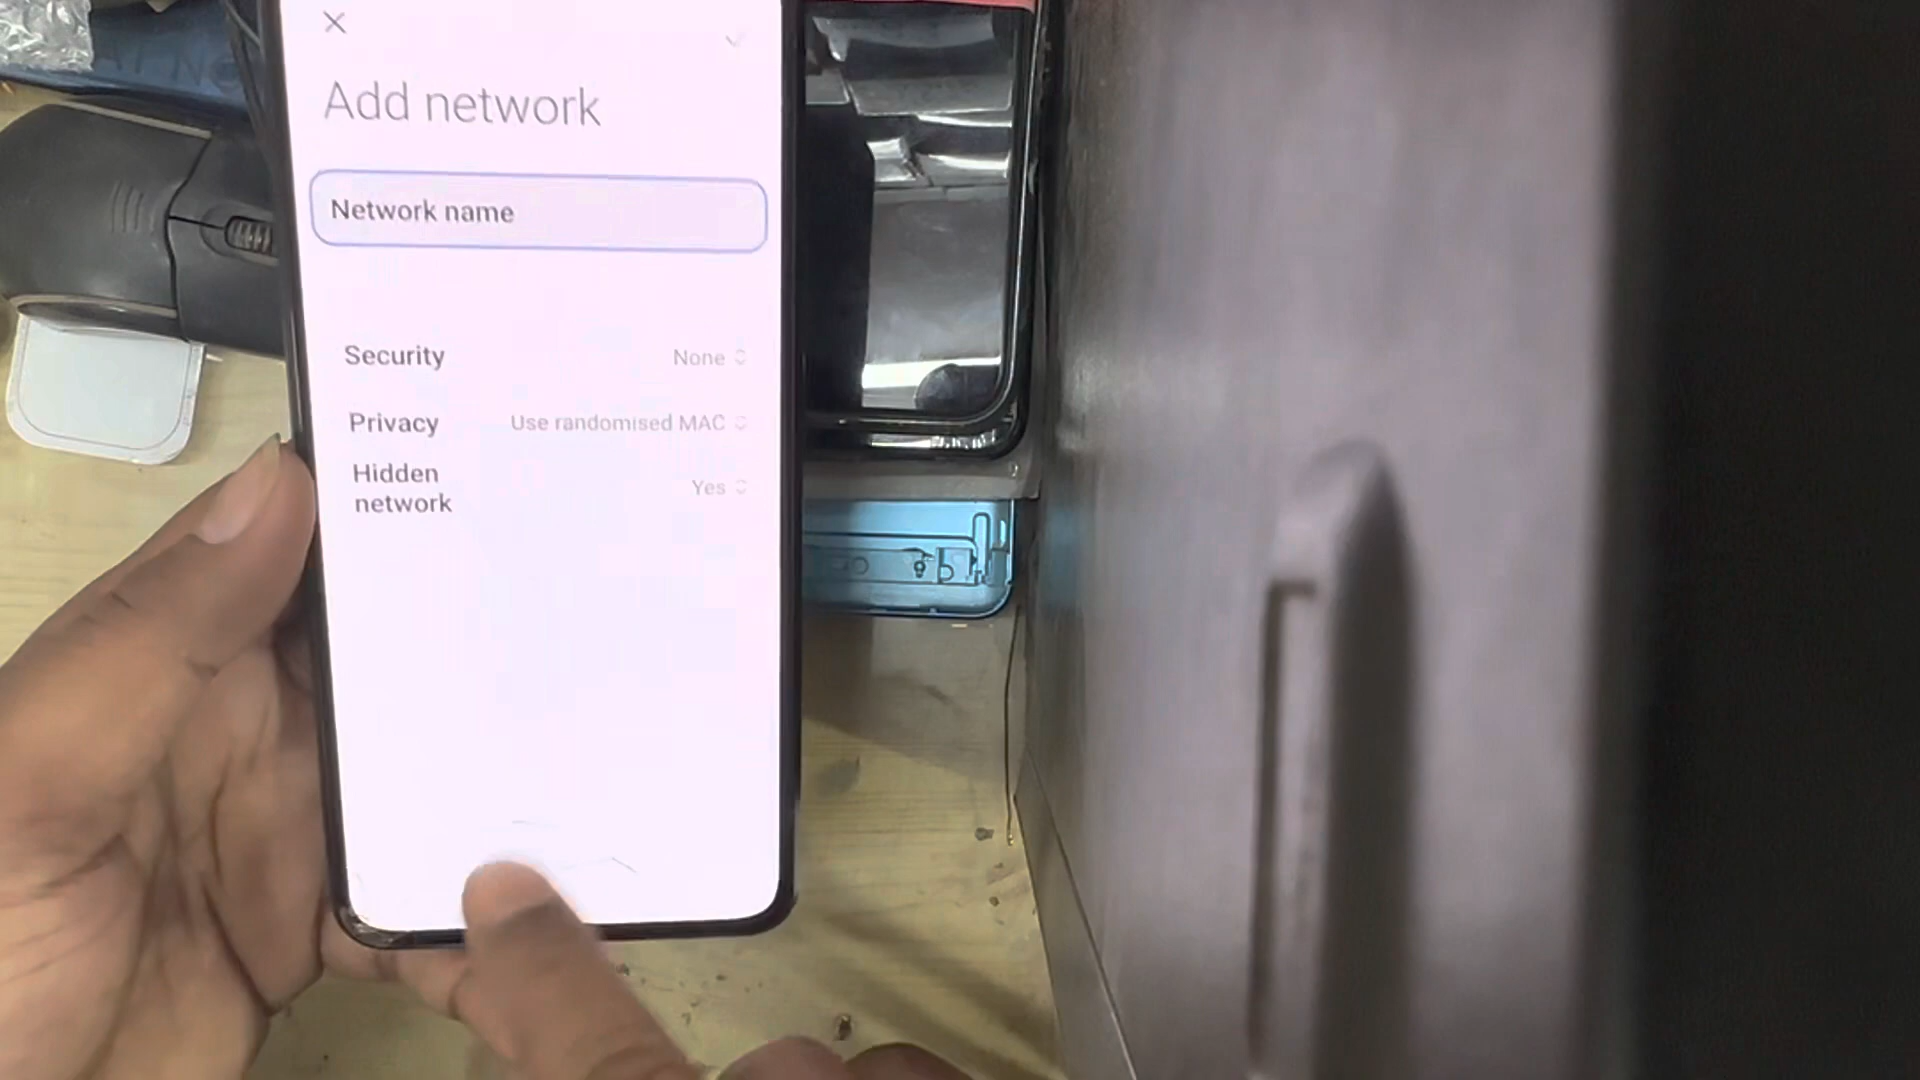 Add network
Network name
Security None
Privacy Use randomised MAC
Hidden
network Yes